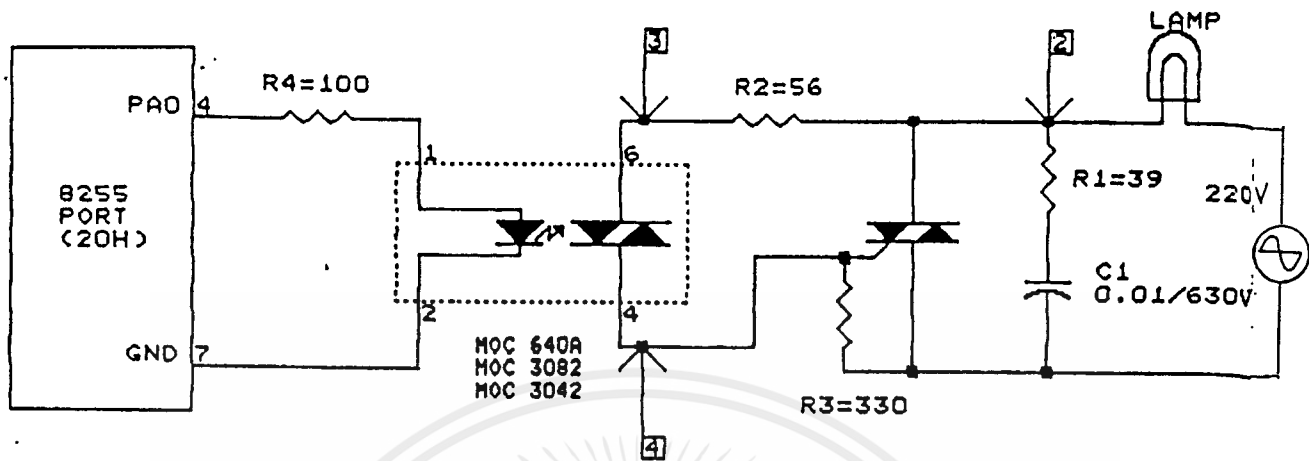 LAMP
3
2
R4=100
R2=56
PA0 4
1
6
8255
PORT
(20H)
R1=39
220V
C1
0.01/630V
2
4
GND 7
MOC 640A
MOC 3082
MOC 3042
R3=330
4